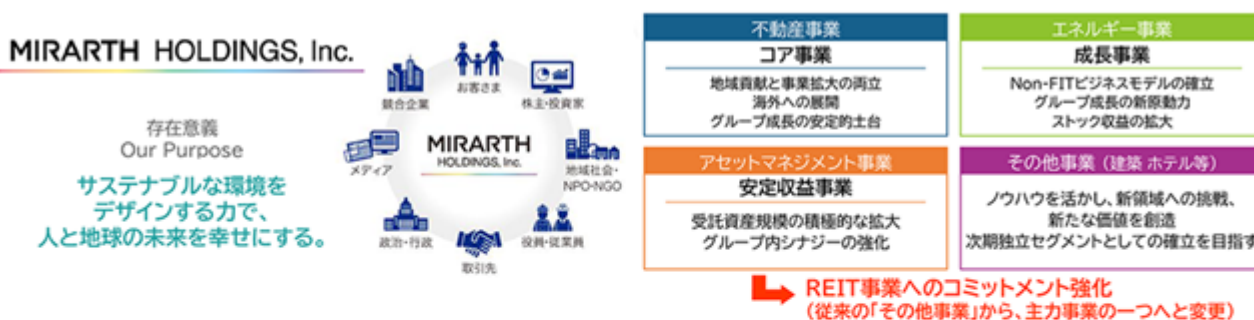 MIRARTH HOLDINGS, Inc.
存在意義
Our Purpose
サステナブルな環境を
デザインする力で、
人と地球の未来を幸せにする。
お客さま
株主・投資家
地域社会・
NPO・NGO
役員・従業員
取引先
政治・行政
メディア
競合企業
MIRARTH
HOLDINGS, Inc.
不動産事業
コア事業
地域貢献と事業拡大の両立
海外への展開
グループ成長の安定的土台
エネルギー事業
成長事業
Non-FITビジネスモデルの確立
グループ成長の新原動力
ストック収益の拡大
アセットマネジメント事業
安定収益事業
受託資産規模の積極的な拡大
グループ内シナジーの強化
その他事業（建築 ホテル等）
ノウハウを活かし、新領域への挑戦、
新たな価値を創造
次期独立セグメントとしての確立を目指す
REIT事業へのコミットメント強化
（従来の「その他事業」から、主力事業の一つへと変更）